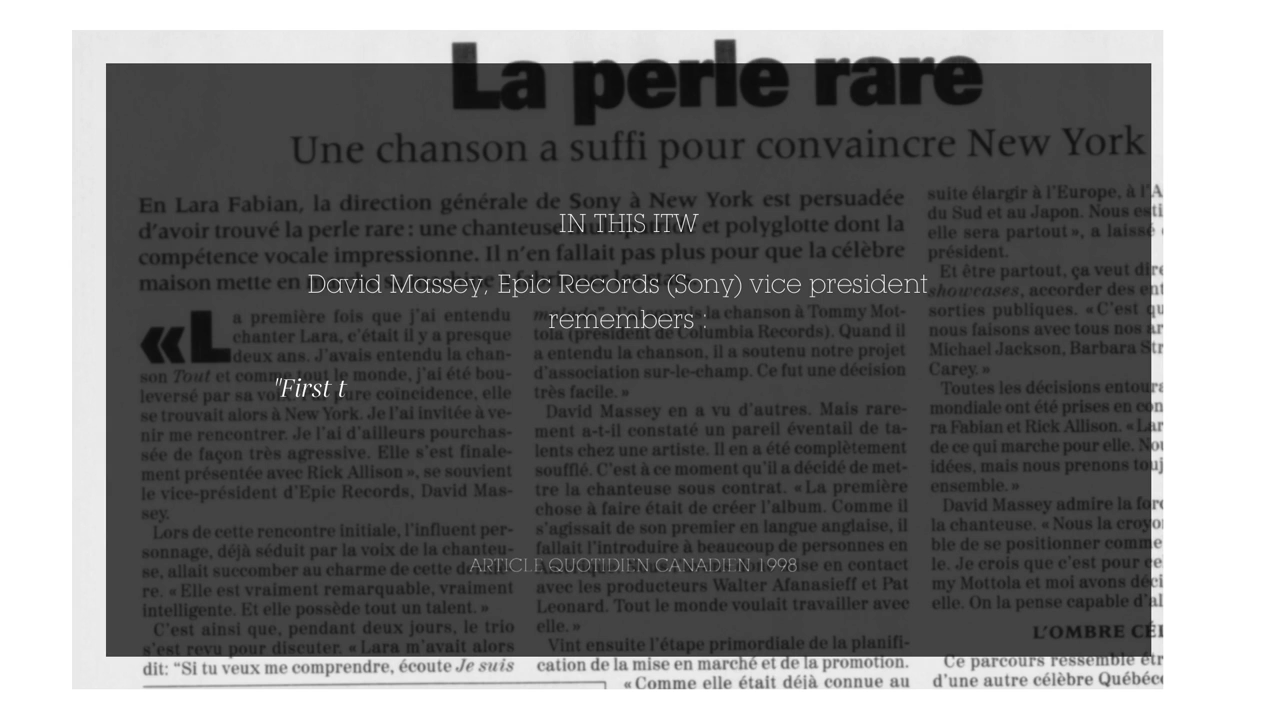 La perle rare
Une chanson a suffi pour convaincre New York
En Lara Fabian, la direction générale de Sony à New York est persuadée
d'avoir trouvé la perle rare : une chanteuse et polyglotte dont la
compétence vocale impressionne. Il n'en fallait pas plus pour que la célèbre
maison mette en
IN THIS ITW
David Massey, Epic Records (Sony) vice president
remembers :
"First t
ARTICLE QUOTIDIEN CANADIEN 1998
«La première fois que j'ai entendu
chanter Lara, c'était il y a presque
deux ans. J'avais entendu la chan-
son Tout et comme tout le monde, j'ai été bou-
leversé par sa voix pure coïncidence, elle
se trouvait alors à New York. Je l'ai invitée à ve-
nir me rencontrer. Je l'ai d'ailleurs pourchas-
sée de façon très agressive. Elle s'est finale-
ment présentée avec Rick Allison », se souvient
le vice-président d'Epic Records, David Mas-
sey.
Lors de cette rencontre initiale, l'influent per-
sonnage, déjà séduit par la voix de la chanteu-
se, allait succomber au charme de cette
re. « Elle est vraiment remarquable, vraiment
intelligente. Et elle possède tout un talent. »
C'est ainsi que, pendant deux jours, le trio
s'est revu pour discuter. « Lara m'avait alors
dit: “Si tu veux me comprendre, écoute Je suis
la chanson à Tommy Mot-
tola (président de Columbia Records). Quand il
a entendu la chanson, il a soutenu notre projet
d'association sur-le-champ. Ce fut une décision
très facile. »
David Massey en a vu d'autres. Mais rare-
ment a-t-il constaté un pareil éventail de ta-
lents chez une artiste. Il en a été complètement
soufflé. C'est à ce moment qu'il a décidé de met-
tre la chanteuse sous contrat. « La première
chose à faire était de créer l'album. Comme il
s'agissait de son premier en langue anglaise, il
fallait l'introduire à beaucoup de personnes en
mise en contact
avec les producteurs Walter Afanasieff et Pat
Leonard. Tout le monde voulait travailler avec
elle. »
Vint ensuite l'étape primordiale de la planifi-
cation de la mise en marché et de la promotion.
« Comme elle était déjà connue au
suite élargir à l'Europe, à l'A
du Sud et au Japon. Nous esti
elle sera partout », a laissé
président.
Et être partout, ça veut dire
showcases, accorder des ent
sorties publiques. « C'est q
nous faisons avec tous nos ar
Michael Jackson, Barbara Str
Carey. »
Toutes les décisions entoura
mondiale ont été prises en con
ra Fabian et Rick Allison. « Lar
de ce qui marche pour elle. Nou
idées, mais nous prenons touj
ensemble. »
David Massey admire la forc
la chanteuse. « Nous la croyo
ble de se positionner comme
le. Je crois que c'est pour cel
my Mottola et moi avons déci
elle. On la pense capable d'al
L'OMBRE CÉL
Ce parcours ressemble étr
d'une autre célèbre Québéco